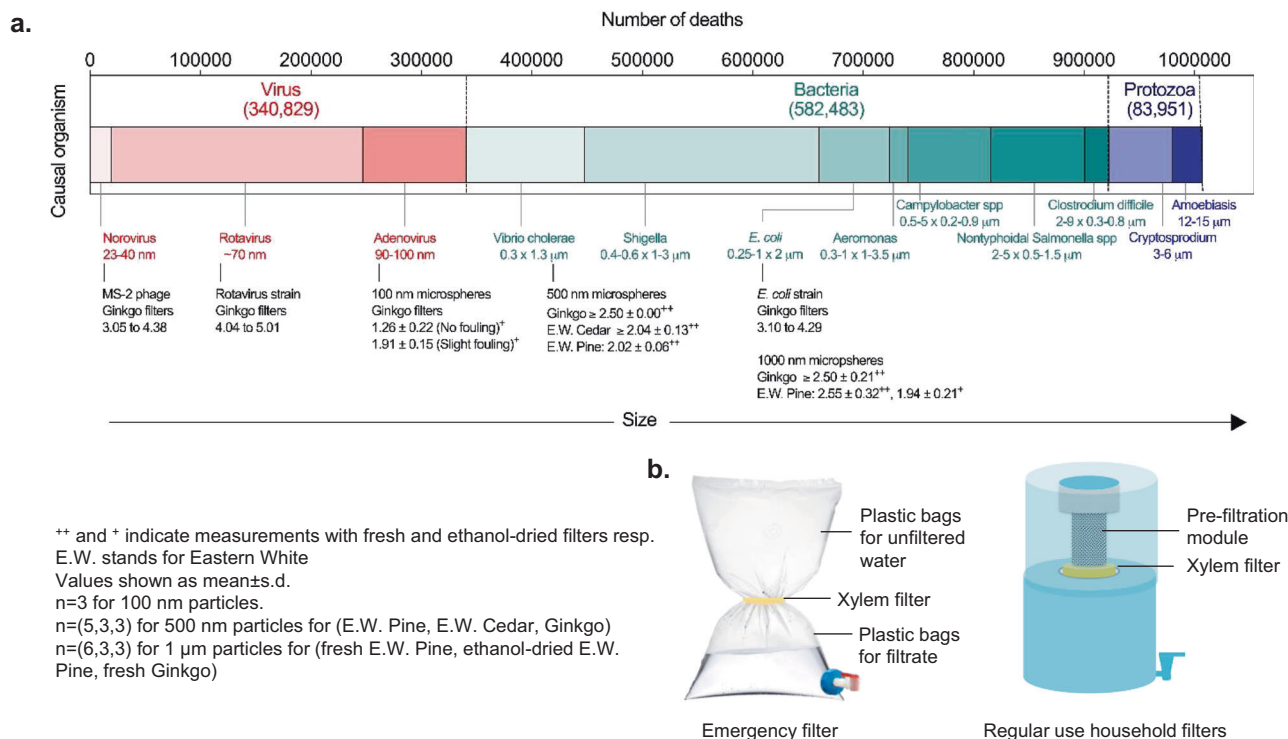 a.
Number of deaths
0 100000 200000 300000 400000 500000 600000 700000 800000 900000 1000000
Causal organism
Virus
(340,829)
Bacteria
(582,483)
Protozoa
(83,951)
Norovirus
23-40 nm
Rotavirus
~70 nm
Adenovirus
90-100 nm
Vibrio cholerae
0.3 x 1.3 μm
Shigella
0.4-0.6 x 1-3 μm
E. coli
0.25-1 x 2 μm
Aeromonas
0.3-1 x 1-3.5 μm
Campylobacter spp
0.5-5 x 0.2-0.9 μm
Nontyphoidal Salmonella spp
2-5 x 0.5-1.5 μm
Clostrodium difficile
2-9 x 0.3-0.8 μm
Cryptosprodium
3-6 μm
Amoebiasis
12-15 μm
MS-2 phage
Ginkgo filters
3.05 to 4.38
Rotavirus strain
Ginkgo filters
4.04 to 5.01
100 nm microspheres
Ginkgo filters
1.26 ± 0.22 (No fouling)⁺
1.91 ± 0.15 (Slight fouling)⁺
500 nm microspheres
Ginkgo ≥ 2.50 ± 0.00⁺⁺
E.W. Cedar ≥ 2.04 ± 0.13⁺⁺
E.W. Pine: 2.02 ± 0.06⁺⁺
E. coli strain
Ginkgo filters
3.10 to 4.29
1000 nm micropsheres
Ginkgo ≥ 2.50 ± 0.21⁺⁺
E.W. Pine: 2.55 ± 0.32⁺⁺, 1.94 ± 0.21⁺
Size
⁺⁺ and ⁺ indicate measurements with fresh and ethanol-dried filters resp.
E.W. stands for Eastern White
Values shown as mean±s.d.
n=3 for 100 nm particles.
n=(5,3,3) for 500 nm particles for (E.W. Pine, E.W. Cedar, Ginkgo)
n=(6,3,3) for 1 µm particles for (fresh E.W. Pine, ethanol-dried E.W.
Pine, fresh Ginkgo)
b.
Plastic bags
for unfiltered
water
Xylem filter
Plastic bags
for filtrate
Emergency filter
Pre-filtration
module
Xylem filter
Regular use household filters